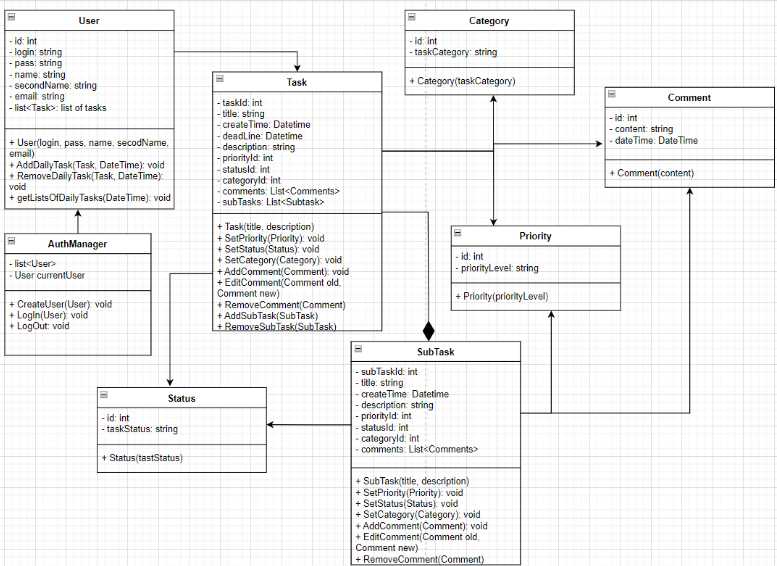 User
- id: int
- login: string
- pass: string
- name: string
- secondName: string
- email: string
- list<Task>: list of tasks
+ User(login, pass, name, secodName,
email)
+ AddDailyTask(Task, DateTime): void
+ RemoveDailyTask(Task, DateTime):
void
+ getListsOfDailyTasks(DateTime): void
AuthManager
- list<User>
- User currentUser
+ CreateUser(User): void
+ LogIn(User): void
+ LogOut: void
Task
- taskId: int
- title: string
- createTime: Datetime
- deadLine: Datetime
- description: string
- priorityId: int
- statusId: int
- categoryId: int
- comments: List<Comments>
- subTasks: List<Subtask>
+ Task(title, description)
+ SetPriority(Priority): void
+ SetStatus(Status): void
+ SetCategory(Category): void
+ AddComment(Comment): void
+ EditComment(Comment old,
Comment new)
+ RemoveComment(Comment)
+ AddSubTask(SubTask)
+ RemoveSubTask(SubTask)
Category
- id: int
- taskCategory: string
+ Category(taskCategory)
Comment
- id: int
- content: string
- dateTime: DateTime
+ Comment(content)
Priority
- id: int
- priorityLevel: string
+ Priority(priorityLevel)
Status
- id: int
- taskStatus: string
+ Status(tastStatus)
SubTask
- subTaskId: int
- title: string
- createTime: Datetime
- description: string
- priorityId: int
- statusId: int
- categoryId: int
- comments: List<Comments>
+ SubTask(title, description)
+ SetPriority(Priority): void
+ SetStatus(Status): void
+ SetCategory(Category): void
+ AddComment(Comment): void
+ EditComment(Comment old,
Comment new)
+ RemoveComment(Comment)